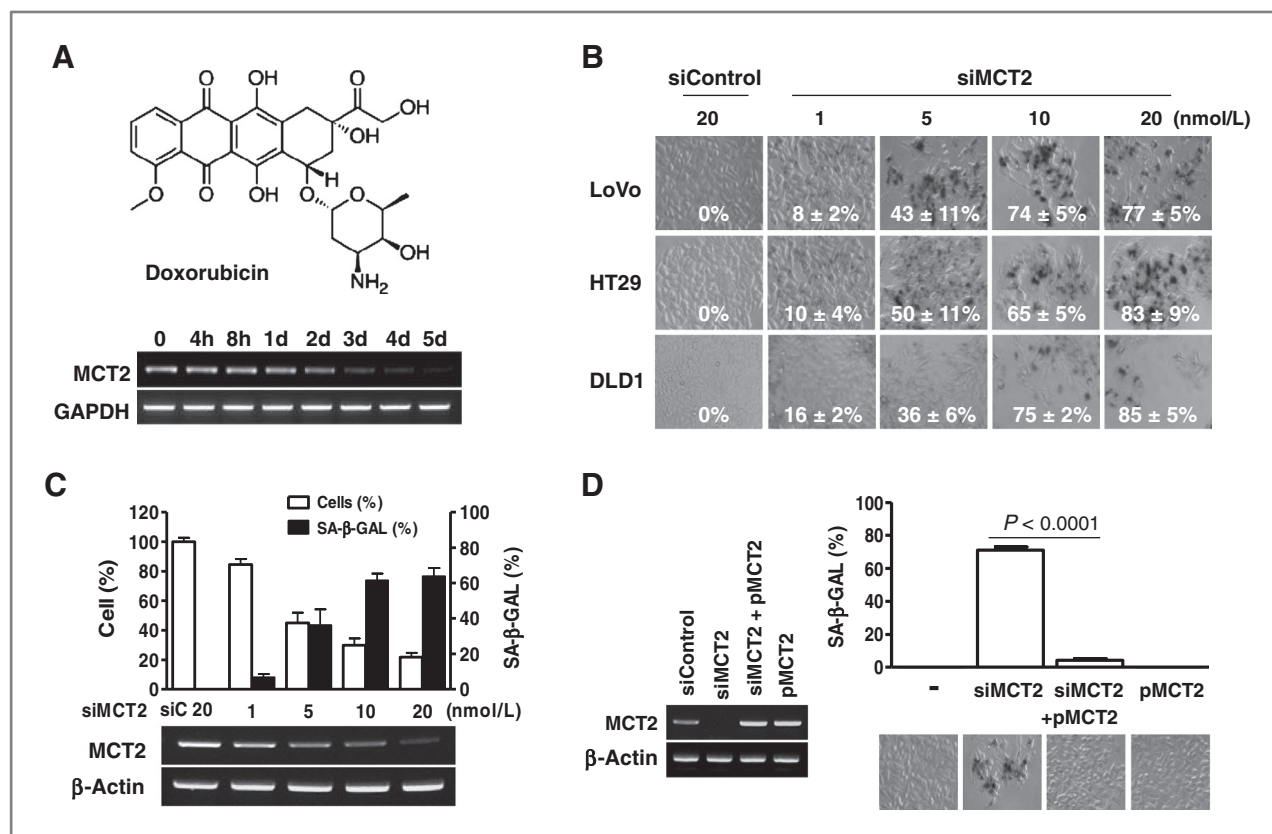 A
O
OH
O
OH
OH
O
O
OH
O
H
O
OH
NH2
Doxorubicin
0 4h 8h 1d 2d 3d 4d 5d
MCT2
GAPDH
B
siControl siMCT2
20 1 5 10 20 (nmol/L)
LoVo 0% 8 ± 2% 43 ± 11% 74 ± 5% 77 ± 5%
HT29 0% 10 ± 4% 50 ± 11% 65 ± 5% 83 ± 9%
DLD1 0% 16 ± 2% 36 ± 6% 75 ± 2% 85 ± 5%
C
Cells (%)
SA-β-GAL (%)
Cell (%)
120
100
80
60
40
20
0
SA-β-GAL (%)
100
80
60
40
20
0
siMCT2 siC 20 1 5 10 20 (nmol/L)
MCT2
β-Actin
D
siControl
siMCT2
siMCT2 + pMCT2
pMCT2
MCT2
β-Actin
SA-β-GAL (%)
100
80
60
40
20
0
P < 0.0001
- siMCT2 siMCT2 pMCT2
+pMCT2